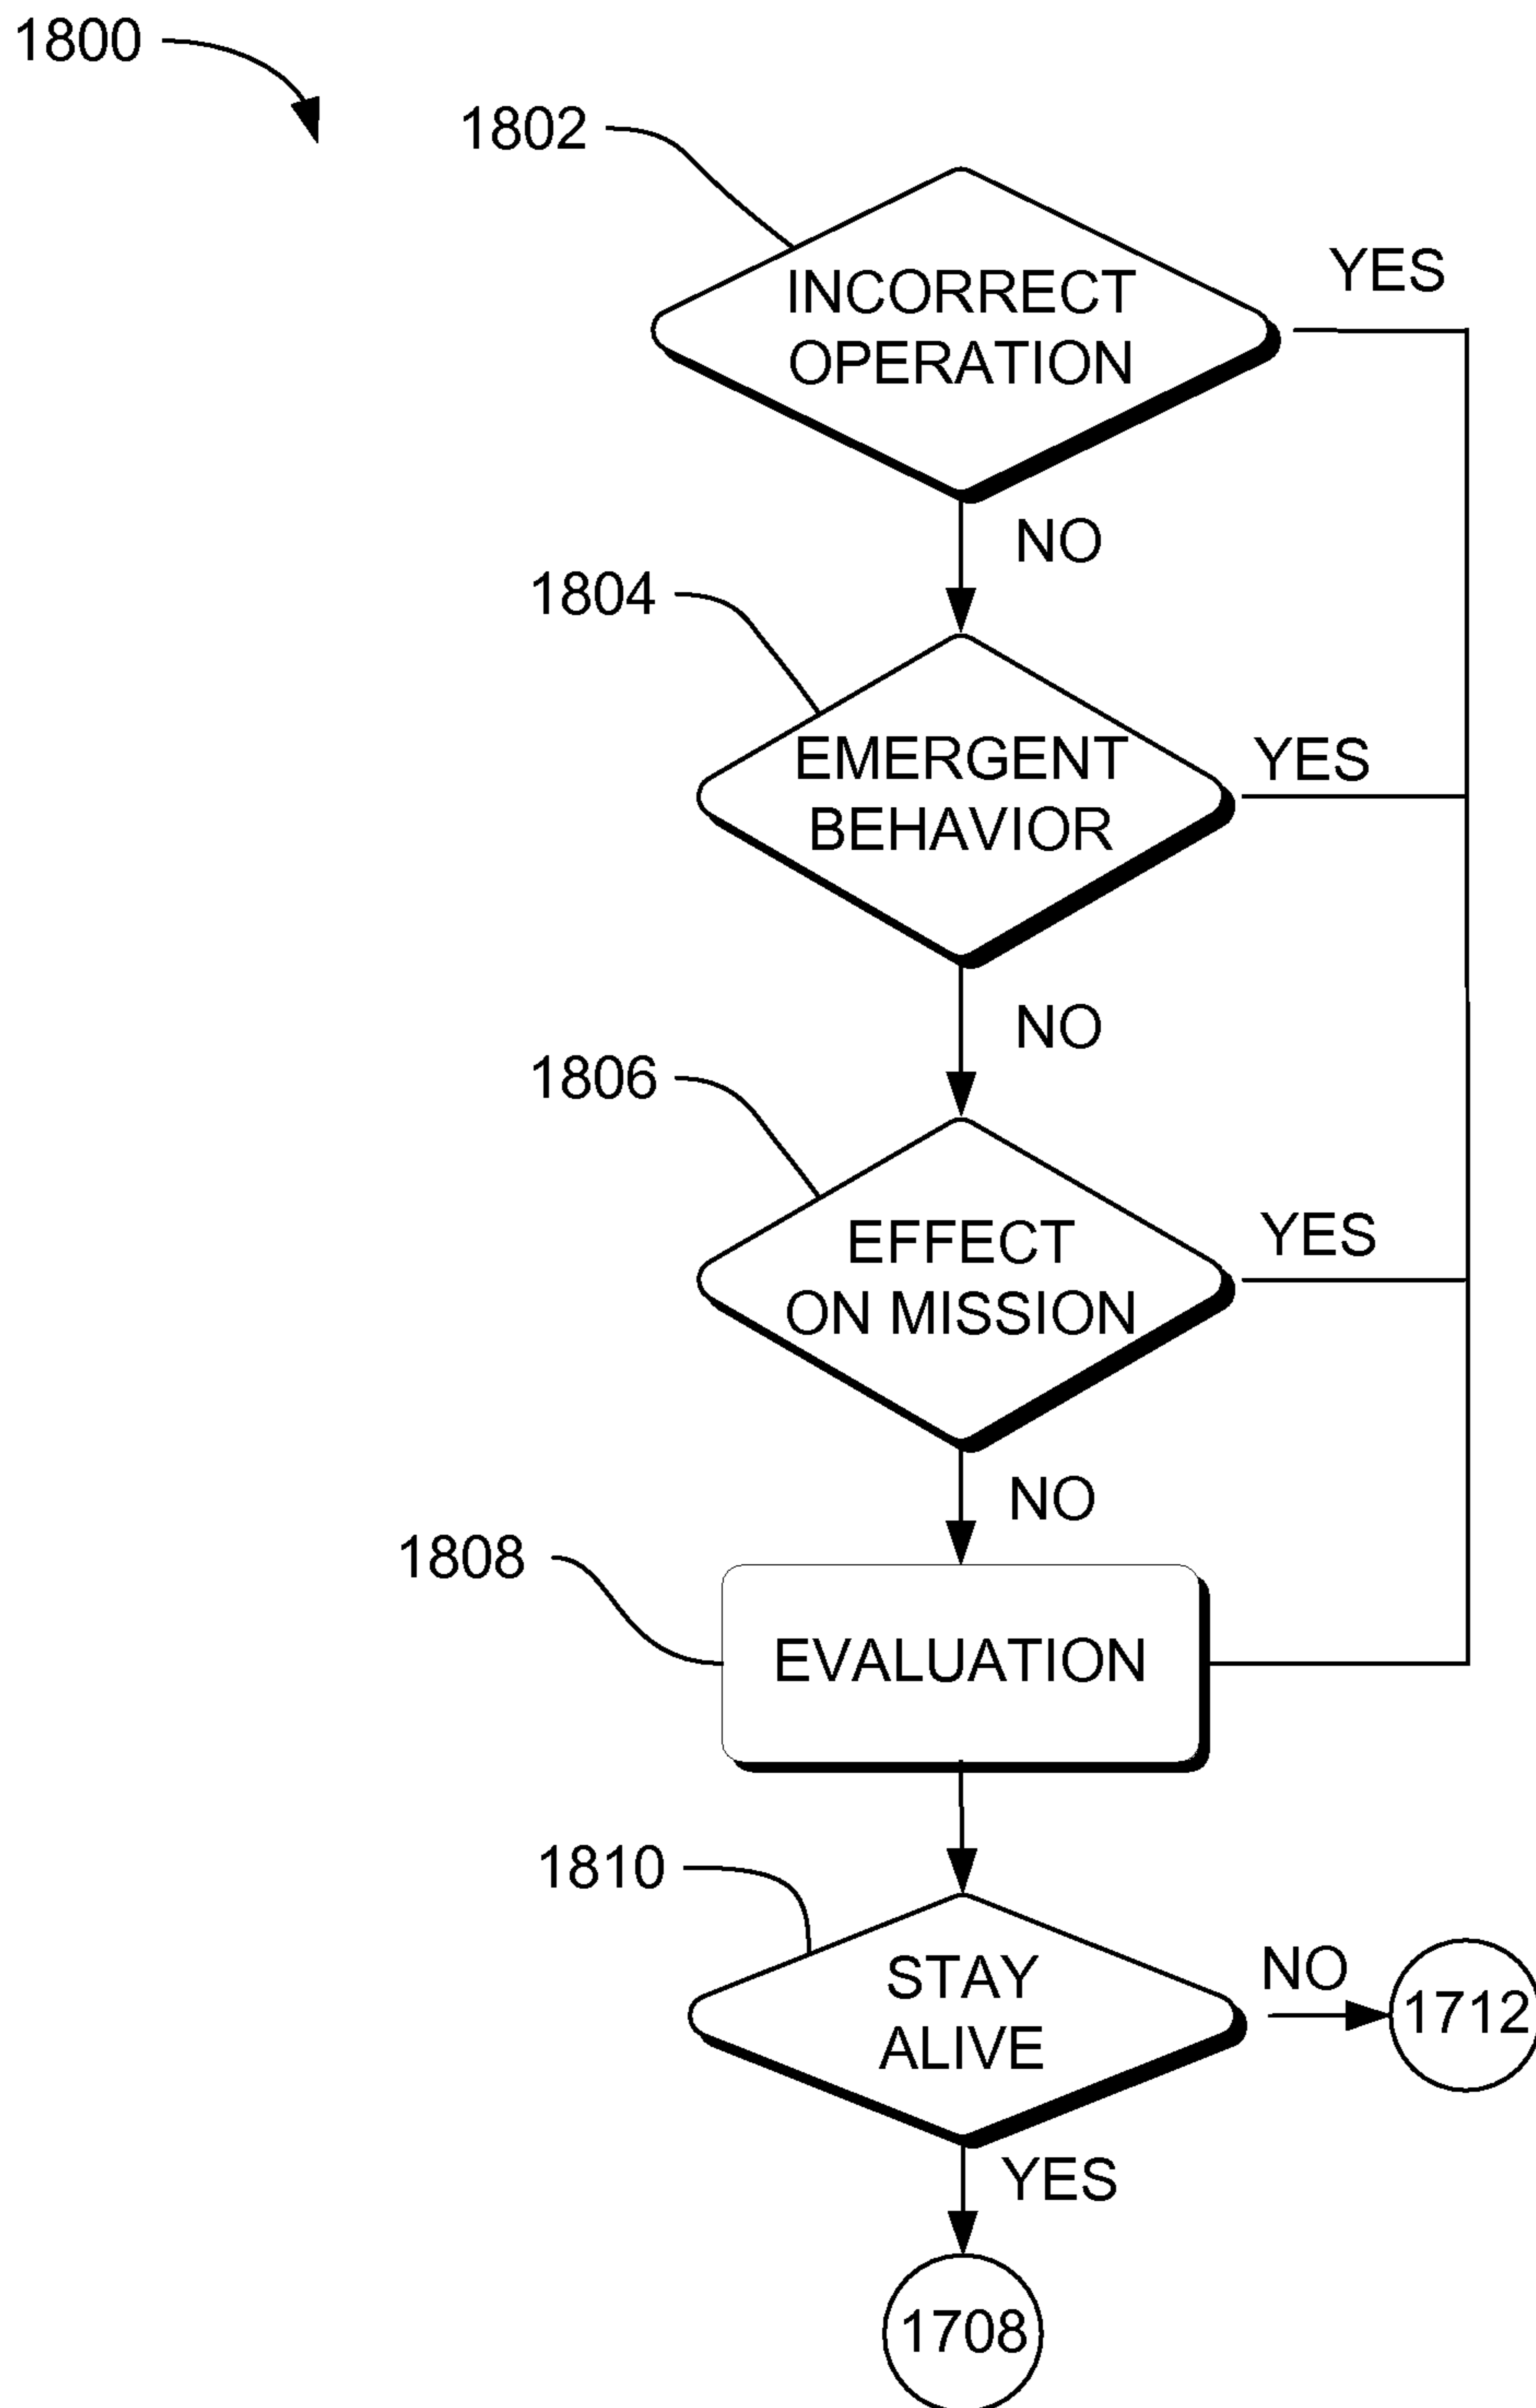 1800
1802
INCORRECT
OPERATION
YES
NO
1804
EMERGENT
BEHAVIOR
YES
NO
1806
EFFECT
ON MISSION
YES
NO
1808
EVALUATION
1810
STAY
ALIVE
NO
1712
YES
1708